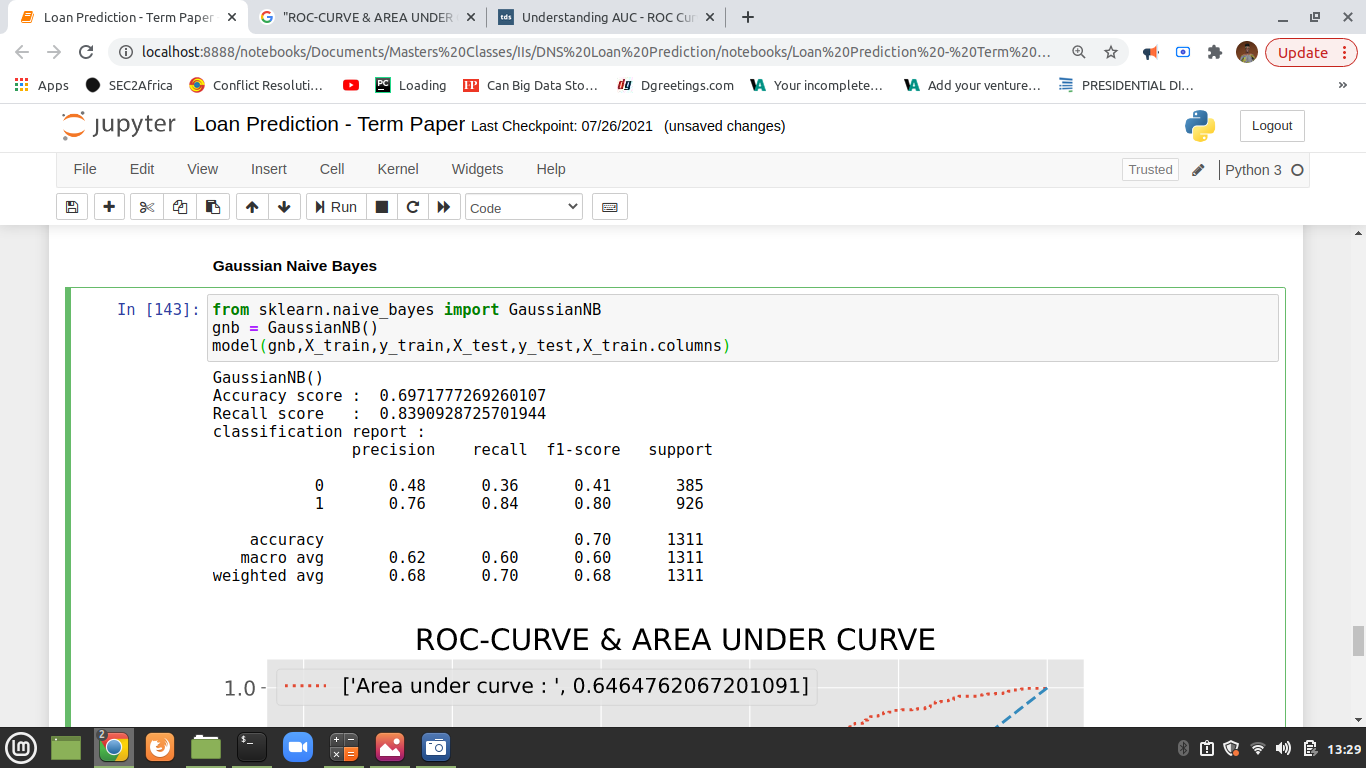 Loan Prediction - Term Paper
"ROC-CURVE & AREA UNDER
tds Understanding AUC - ROC Cur
localhost:8888/notebooks/Documents/Masters%20Classes/IIs/DNS%20Loan%20Prediction/notebooks/Loan%20Prediction%20-%20Term%20...
Update
Apps SEC2Africa Conflict Resoluti... PC Loading Can Big Data Sto... dg Dgreetings.com Your incomplete... Add your venture... PRESIDENTIAL DI... »
jupyter Loan Prediction - Term Paper Last Checkpoint: 07/26/2021 (unsaved changes) Logout
File Edit View Insert Cell Kernel Widgets Help Trusted Python 3
Run Code
Gaussian Naive Bayes
In [143]: from sklearn.naive_bayes import GaussianNB
gnb = GaussianNB()
model(gnb,X_train,y_train,X_test,y_test,X_train.columns)
GaussianNB()
Accuracy score : 0.6971777269260107
Recall score : 0.8390928725701944
classification report :
precision recall f1-score support
0 0.48 0.36 0.41 385
1 0.76 0.84 0.80 926
accuracy 0.70 1311
macro avg 0.62 0.60 0.60 1311
weighted avg 0.68 0.70 0.68 1311
ROC-CURVE & AREA UNDER CURVE
1.0
['Area under curve : ', 0.6464762067201091]
2
$_
13:29